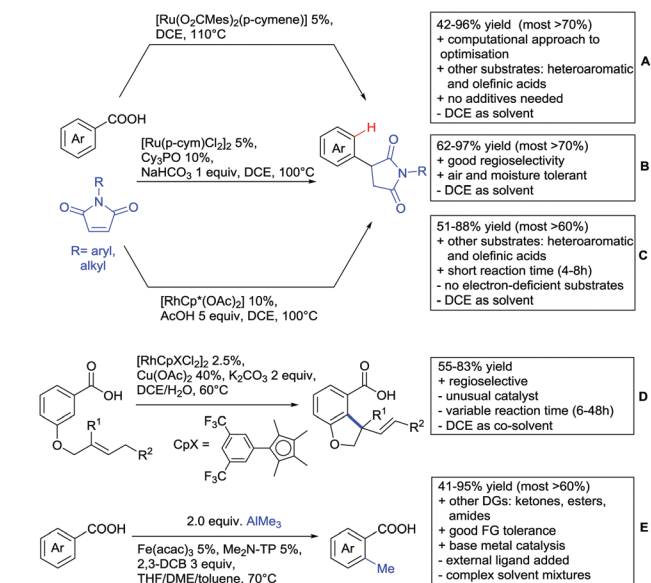 [Ru(O₂CMes)₂(p-cymene)] 5%,
DCE, 110°C
42-96% yield (most >70%)
+ computational approach to
optimisation
+ other substrates: heteroaromatic
and olefinic acids
+ no additives needed
- DCE as solvent
A
COOH
Ar
[Ru(p-cym)Cl₂]₂ 5%,
Cy₃PO 10%,
NaHCO₃ 1 equiv, DCE, 100°C
R
N
O
O
R= aryl,
alkyl
H
Ar
O
N
R
O
62-97% yield (most >70%)
+ good regioselectivity
+ air and moisture tolerant
- DCE as solvent
B
51-88% yield (most >60%)
+ other substrates: heteroaromatic
and olefinic acids
+ short reaction time (4-8h)
- no electron-deficient substrates
- DCE as solvent
C
[RhCp*(OAc)₂] 10%,
AcOH 5 equiv, DCE, 100°C
[RhCpXCl₂]₂ 2.5%,
Cu(OAc)₂ 40%, K₂CO₃ 2 equiv,
DCE/H₂O, 60°C
O
OH
O
R¹
R²
CpX =
F₃C
F₃C
O
OH
R¹
R²
O
55-83% yield
+ regioselective
- unusual catalyst
- variable reaction time (6-48h)
- DCE as co-solvent
D
COOH
Ar
2.0 equiv. AlMe₃
Fe(acac)₃ 5%, Me₂N-TP 5%,
2,3-DCB 3 equiv,
THF/DME/toluene, 70°C
COOH
Ar
Me
41-95% yield (most >60%)
+ other DGs: ketones, esters,
amides
+ good FG tolerance
+ base metal catalysis
- external ligand added
- complex solvent mixtures
E